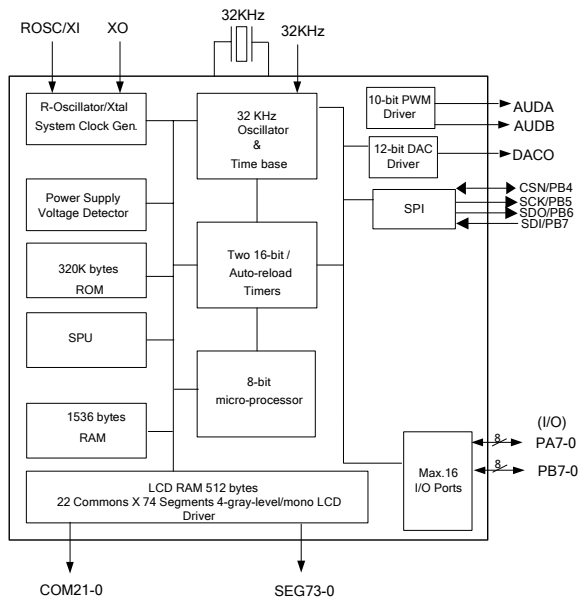 32KHz
ROSC/XI XO 32KHz
R-Oscillator/Xtal
System Clock Gen.
32 KHz
Oscillator
&
Time base
10-bit PWM
Driver
AUDA
AUDB
12-bit DAC
Driver
DACO
Power Supply
Voltage Detector
SPI
CSN/PB4
SCK/PB5
SDO/PB6
SDI/PB7
320K bytes
ROM
Two 16-bit /
Auto-reload
Timers
SPU
8-bit
micro-processor
1536 bytes
RAM
Max.16
I/O Ports
(I/O)
8 PA7-0
8 PB7-0
LCD RAM 512 bytes
22 Commons X 74 Segments 4-gray-level/mono LCD
Driver
COM21-0 SEG73-0